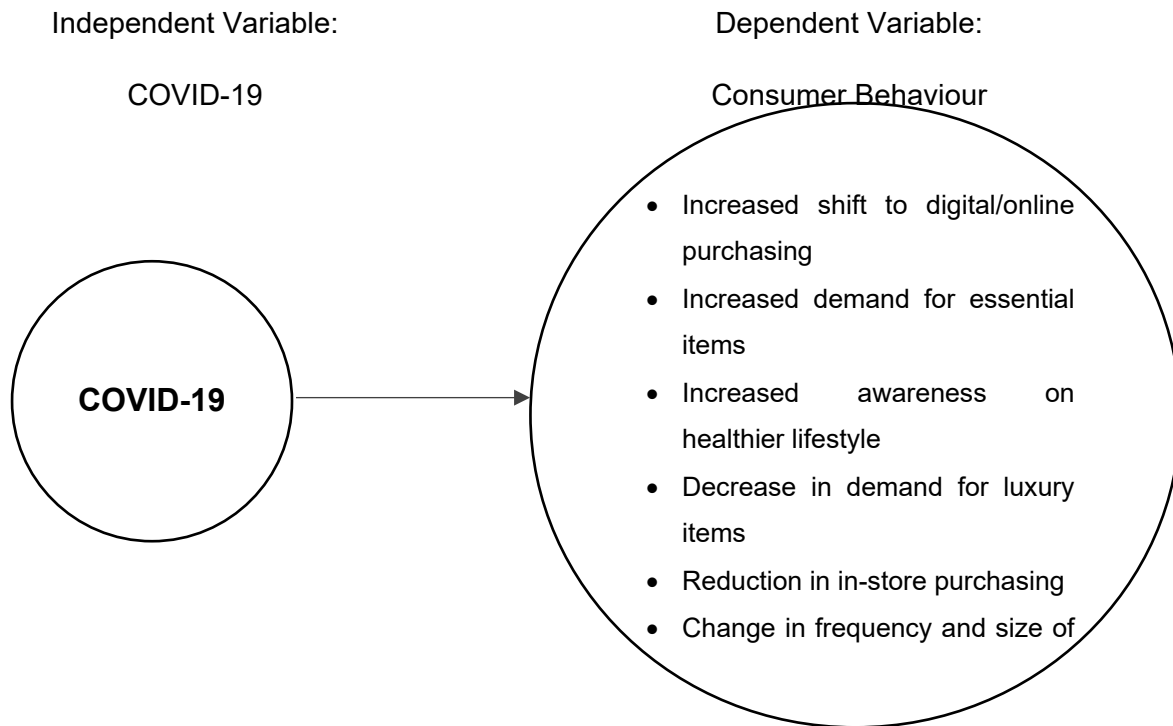 Independent Variable:
COVID-19
Dependent Variable:
Consumer Behaviour
COVID-19
• Increased shift to digital/online
purchasing
• Increased demand for essential
items
• Increased awareness on
healthier lifestyle
• Decrease in demand for luxury
items
• Reduction in in-store purchasing
• Change in frequency and size of